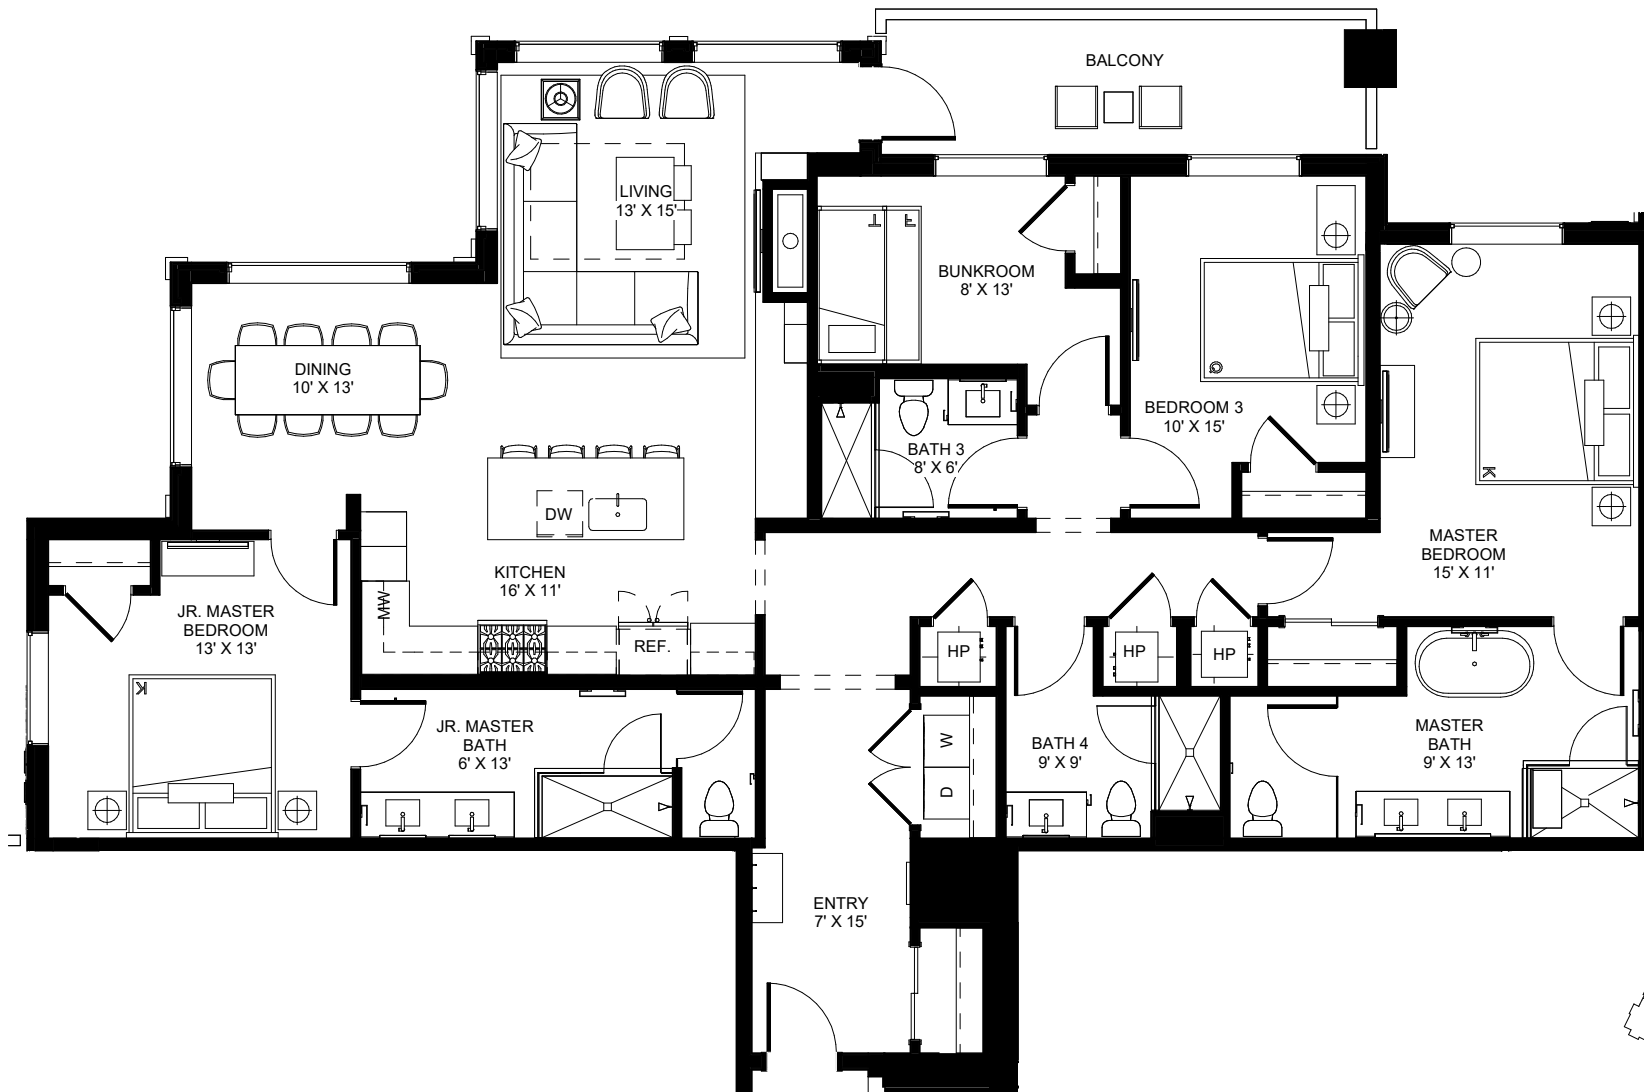 BALCONY
LIVING
13' X 15'
T
F
BUNKROOM
8' X 13'
DINING
10' X 13'
Q
BEDROOM 3
10' X 15'
BATH 3
8' X 6'
K
DW
MASTER
BEDROOM
15' X 11'
KITCHEN
16' X 11'
MW
JR. MASTER
BEDROOM
13' X 13'
REF.
HP
HP
HP
K
JR. MASTER
BATH
6' X 13'
W
D
BATH 4
9' X 9'
MASTER
BATH
9' X 13'
ENTRY
7' X 15'